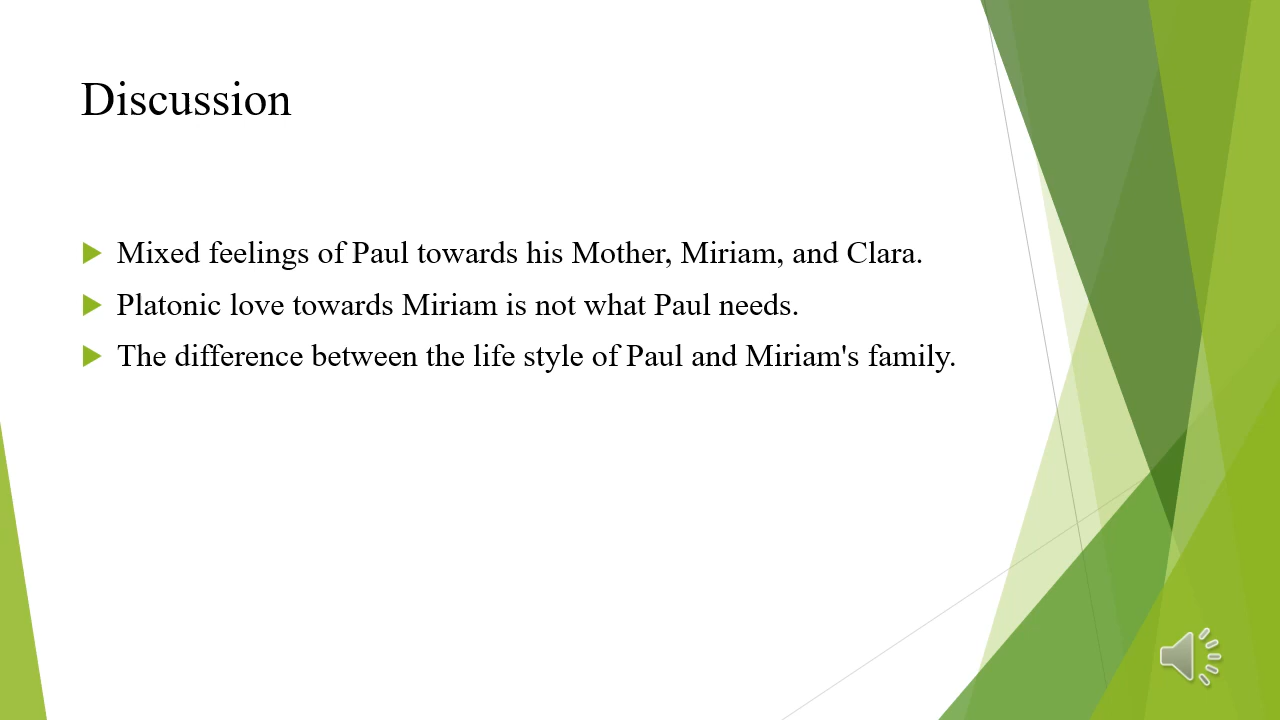 Discussion
Mixed feelings of Paul towards his Mother, Miriam, and Clara.
Platonic love towards Miriam is not what Paul needs.
The difference between the life style of Paul and Miriam's family.